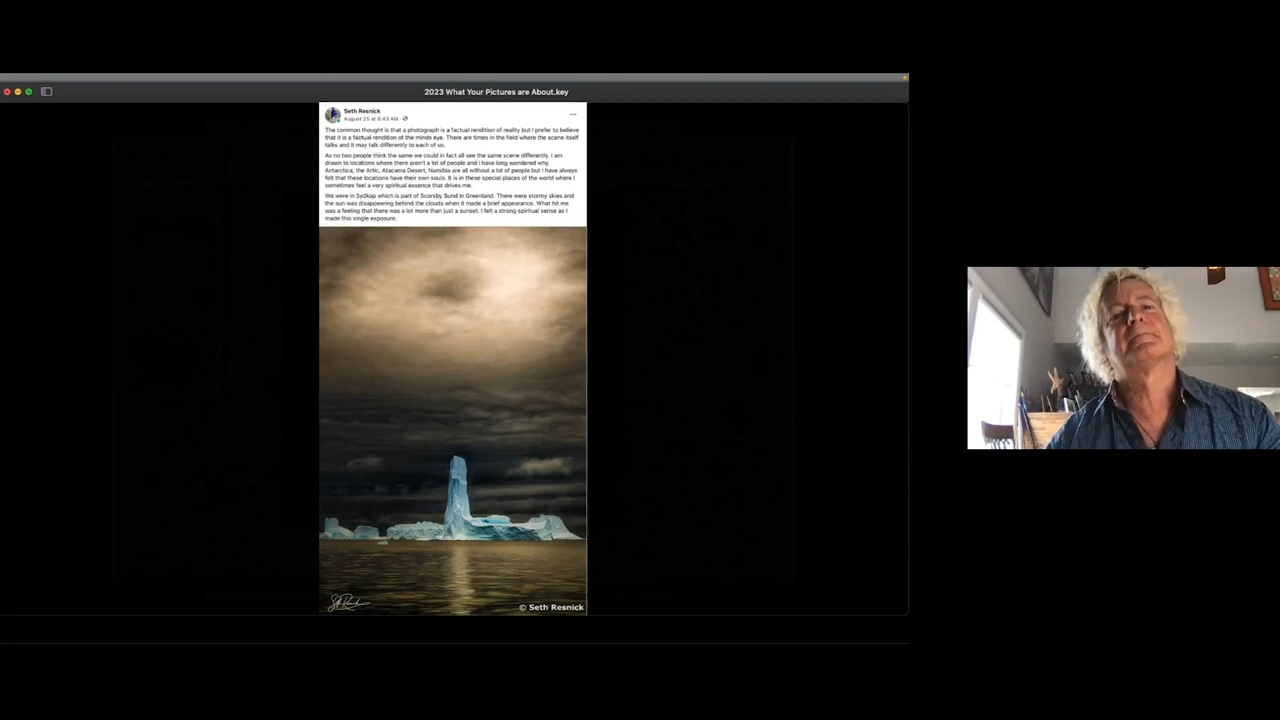 2023 What Your Pictures are About.key
Seth Resnick
August 25 at 8:43 AM ·
The common thought is that a photograph is a factual rendition of reality but I prefer to believe
that it is a factual rendition of the minds eye. There are times in the field where the scene itself
talks and it may talk differently to each of us.
As no two people think the same we could in fact all see the same scene differently. I am
drawn to locations where there aren't a lot of people and I have long wondered why.
Antarctica, the Artic, Atacama Desert, Namibia are all without a lot of people but I have always
felt that these locations have their own souls. It is in these special places of the world where I
sometimes feel a very spiritual essence that drives me.
We were in Sydkap which is part of Scorsby Sund in Greenland. There were stormy skies and
the sun was disappearing behind the clouds when it made a brief appearance. What hit me
was a feeling that there was a lot more than just a sunset. I felt a strong spiritual sense as I
made this single exposure.
© Seth Resnick